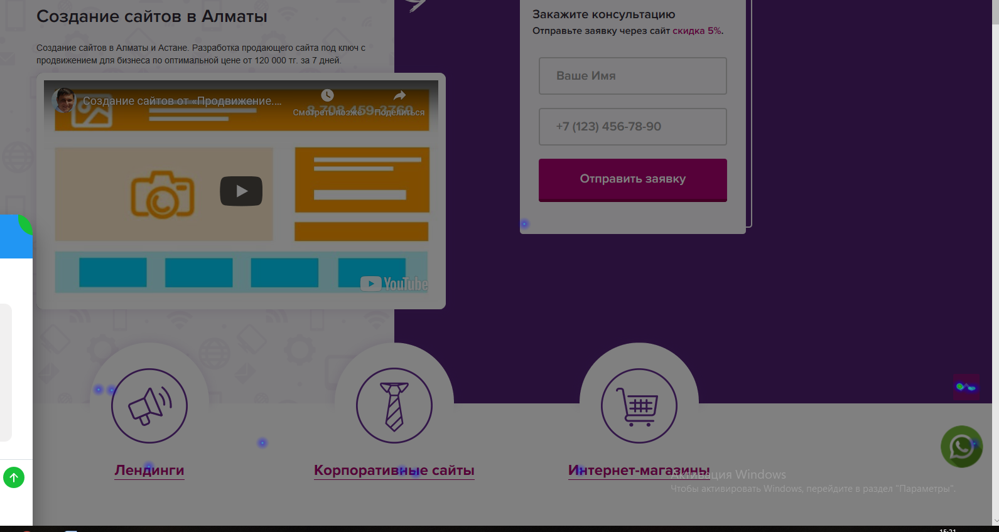 Создание сайтов в Алматы
Создание сайтов в Алматы и Астане. Разработка продающего сайта под ключ с
продвижением для бизнеса по оптимальной цене от 120 000 тг. за 7 дней.
Создание сайтов от «Продвижение....
8 708 459 3760
Смотреть позже
Поделиться
YouTube
Закажите консультацию
Отправьте заявку через сайт скидка 5%.
Ваше Имя
+7 (123) 456-78-90
Отправить заявку
Лендинги
Корпоративные сайты
Интернет-магазины
Активация Windows
Чтобы активировать Windows, перейдите в раздел "Параметры".
15:21